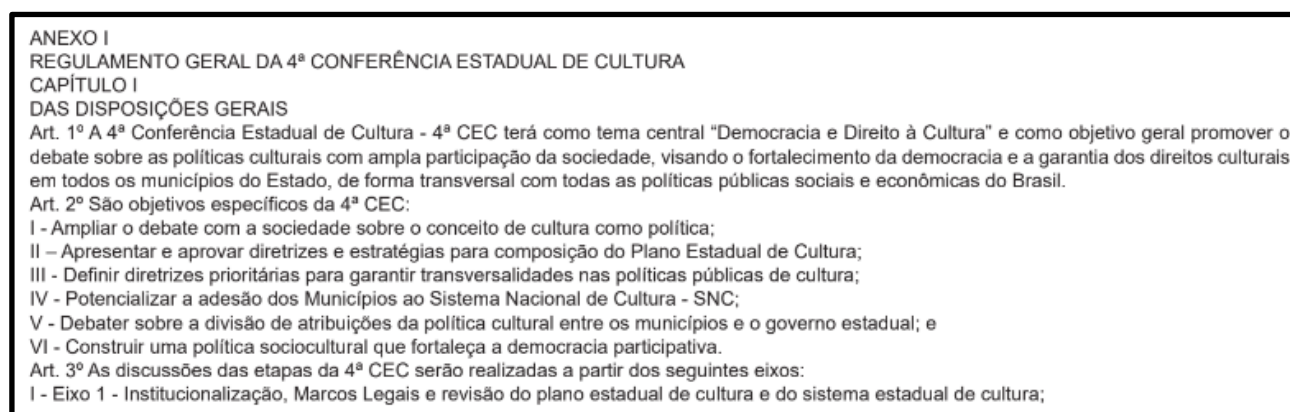 ANEXO I
REGULAMENTO GERAL DA 4ª CONFERÊNCIA ESTADUAL DE CULTURA
CAPÍTULO I
DAS DISPOSIÇÕES GERAIS
Art. 1º A 4ª Conferência Estadual de Cultura - 4ª CEC terá como tema central “Democracia e Direito à Cultura” e como objetivo geral promover o
debate sobre as políticas culturais com ampla participação da sociedade, visando o fortalecimento da democracia e a garantia dos direitos culturais
em todos os municípios do Estado, de forma transversal com todas as políticas públicas sociais e econômicas do Brasil.
Art. 2º São objetivos específicos da 4ª CEC:
I - Ampliar o debate com a sociedade sobre o conceito de cultura como política;
II – Apresentar e aprovar diretrizes e estratégias para composição do Plano Estadual de Cultura;
III - Definir diretrizes prioritárias para garantir transversalidades nas políticas públicas de cultura;
IV - Potencializar a adesão dos Municípios ao Sistema Nacional de Cultura - SNC;
V - Debater sobre a divisão de atribuições da política cultural entre os municípios e o governo estadual; e
VI - Construir uma política sociocultural que fortaleça a democracia participativa.
Art. 3º As discussões das etapas da 4ª CEC serão realizadas a partir dos seguintes eixos:
I - Eixo 1 - Institucionalização, Marcos Legais e revisão do plano estadual de cultura e do sistema estadual de cultura;